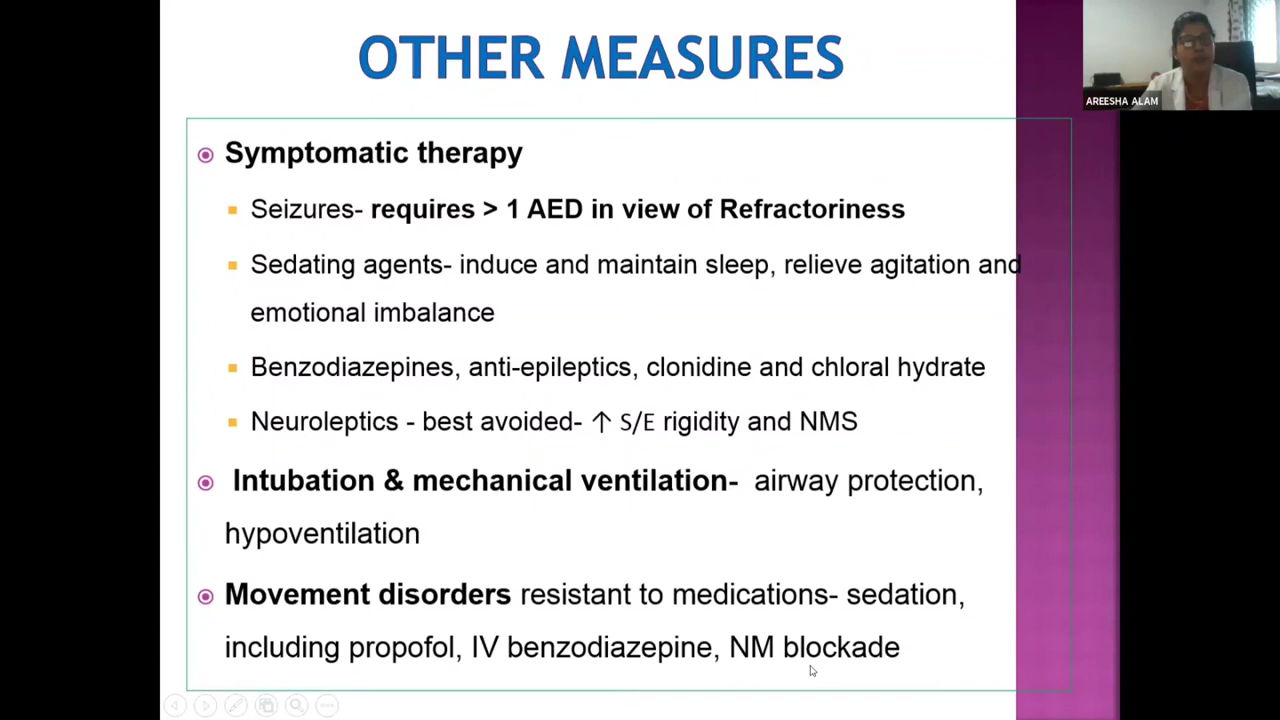 OTHER MEASURES
AREESHA ALAM
Symptomatic therapy
Seizures- requires > 1 AED in view of Refractoriness
Sedating agents- induce and maintain sleep, relieve agitation and
emotional imbalance
Benzodiazepines, anti-epileptics, clonidine and chloral hydrate
Neuroleptics - best avoided- ↑ S/E rigidity and NMS
Intubation & mechanical ventilation- airway protection,
hypoventilation
Movement disorders resistant to medications- sedation,
including propofol, IV benzodiazepine, NM blockade